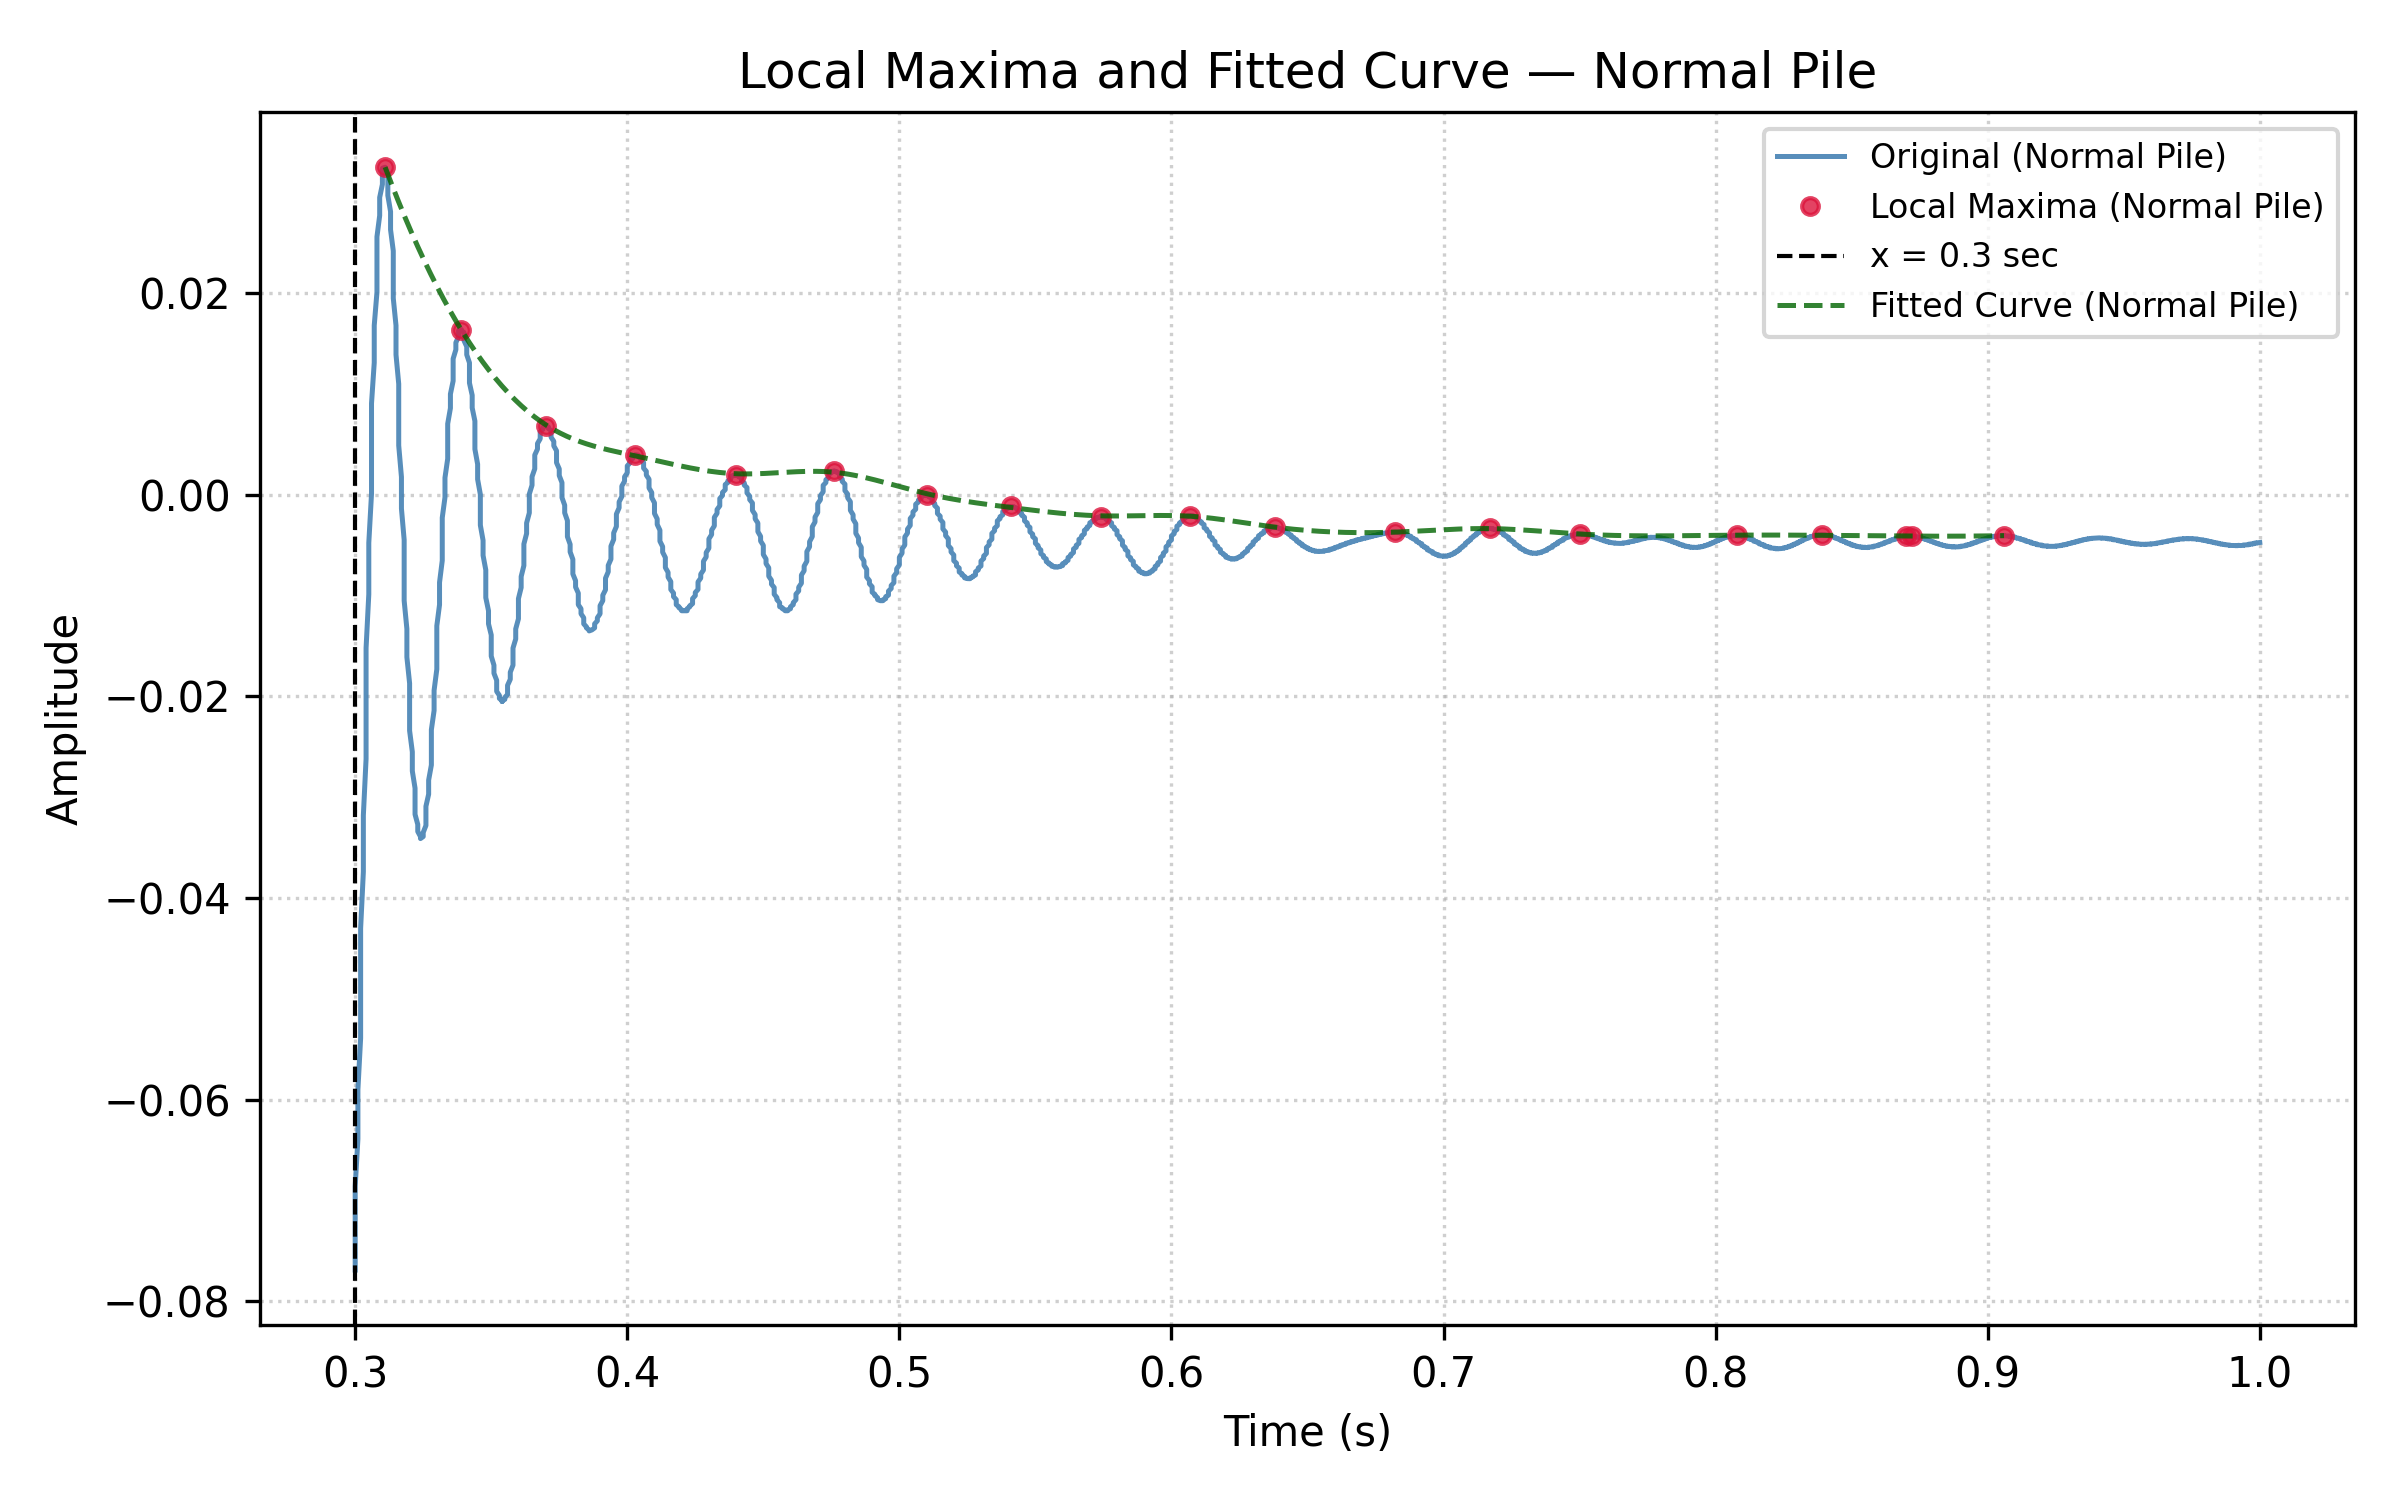 Local Maxima and Fitted Curve — Normal Pile
Original (Normal Pile)
Local Maxima (Normal Pile)
x = 0.3 sec
Fitted Curve (Normal Pile)
Amplitude
0.02
0.00
−0.02
−0.04
−0.06
−0.08
0.3 0.4 0.5 0.6 0.7 0.8 0.9 1.0
Time (s)